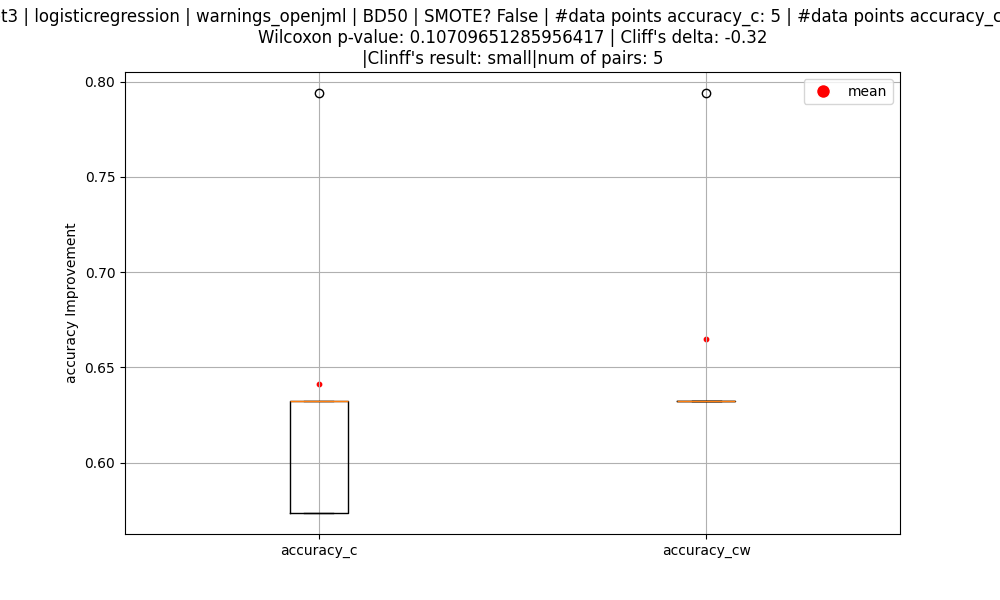 t3 | logisticregression | warnings_openjml | BD50 | SMOTE? False | #data points accuracy_c: 5 | #data points accuracy_c
Wilcoxon p-value: 0.10709651285956417 | Cliff's delta: -0.32
|Clinff's result: small|num of pairs: 5
mean
accuracy Improvement
0.80
0.75
0.70
0.65
0.60
accuracy_c
accuracy_cw